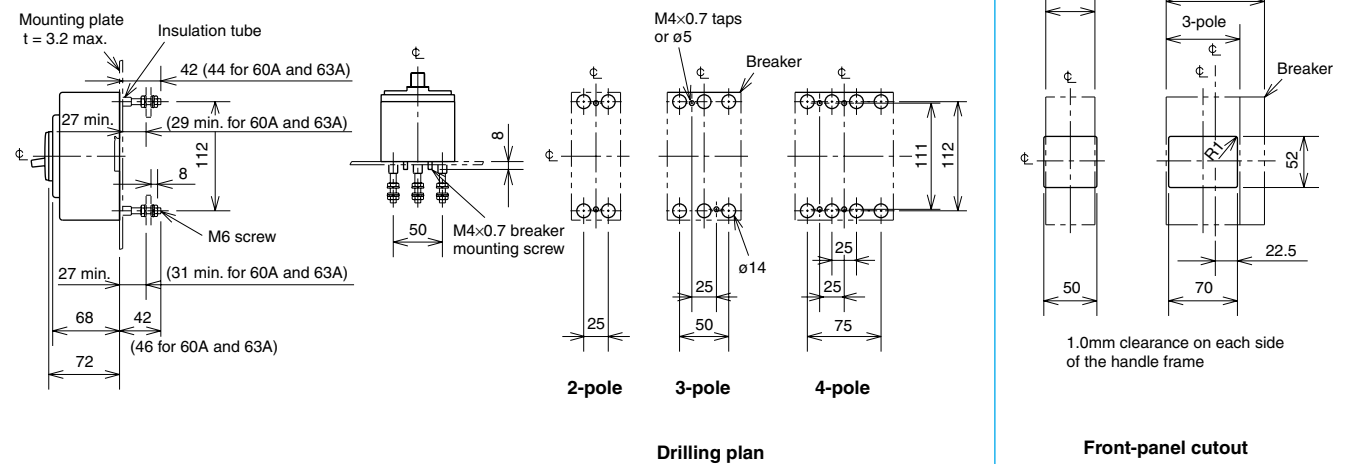 Mounting plate
t = 3.2 max.
Insulation tube
42 (44 for 60A and 63A)
27 min.
(29 min. for 60A and 63A)
112
℄
8
M6 screw
27 min.
(31 min. for 60A and 63A)
68
42
(46 for 60A and 63A)
72
℄
8
50
M4×0.7 breaker
mounting screw
M4×0.7 taps
or ø5
Breaker
℄
℄
℄
℄
℄
111
112
ø14
25
25
25
25
50
75
2-pole
3-pole
4-pole
Drilling plan
3-pole
℄
℄
℄
Breaker
R1
52
22.5
50
70
1.0mm clearance on each side
of the handle frame
Front-panel cutout